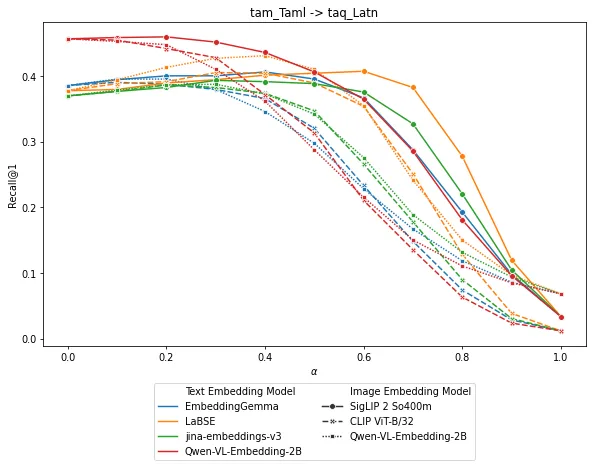 tam_Taml -> taq_Latn
Recall@1
0.4
0.3
0.2
0.1
0.0
0.0 0.2 0.4 0.6 0.8 1.0
α
Text Embedding Model
EmbeddingGemma
LaBSE
jina-embeddings-v3
Qwen-VL-Embedding-2B
Image Embedding Model
SigLIP 2 So400m
CLIP ViT-B/32
Qwen-VL-Embedding-2B